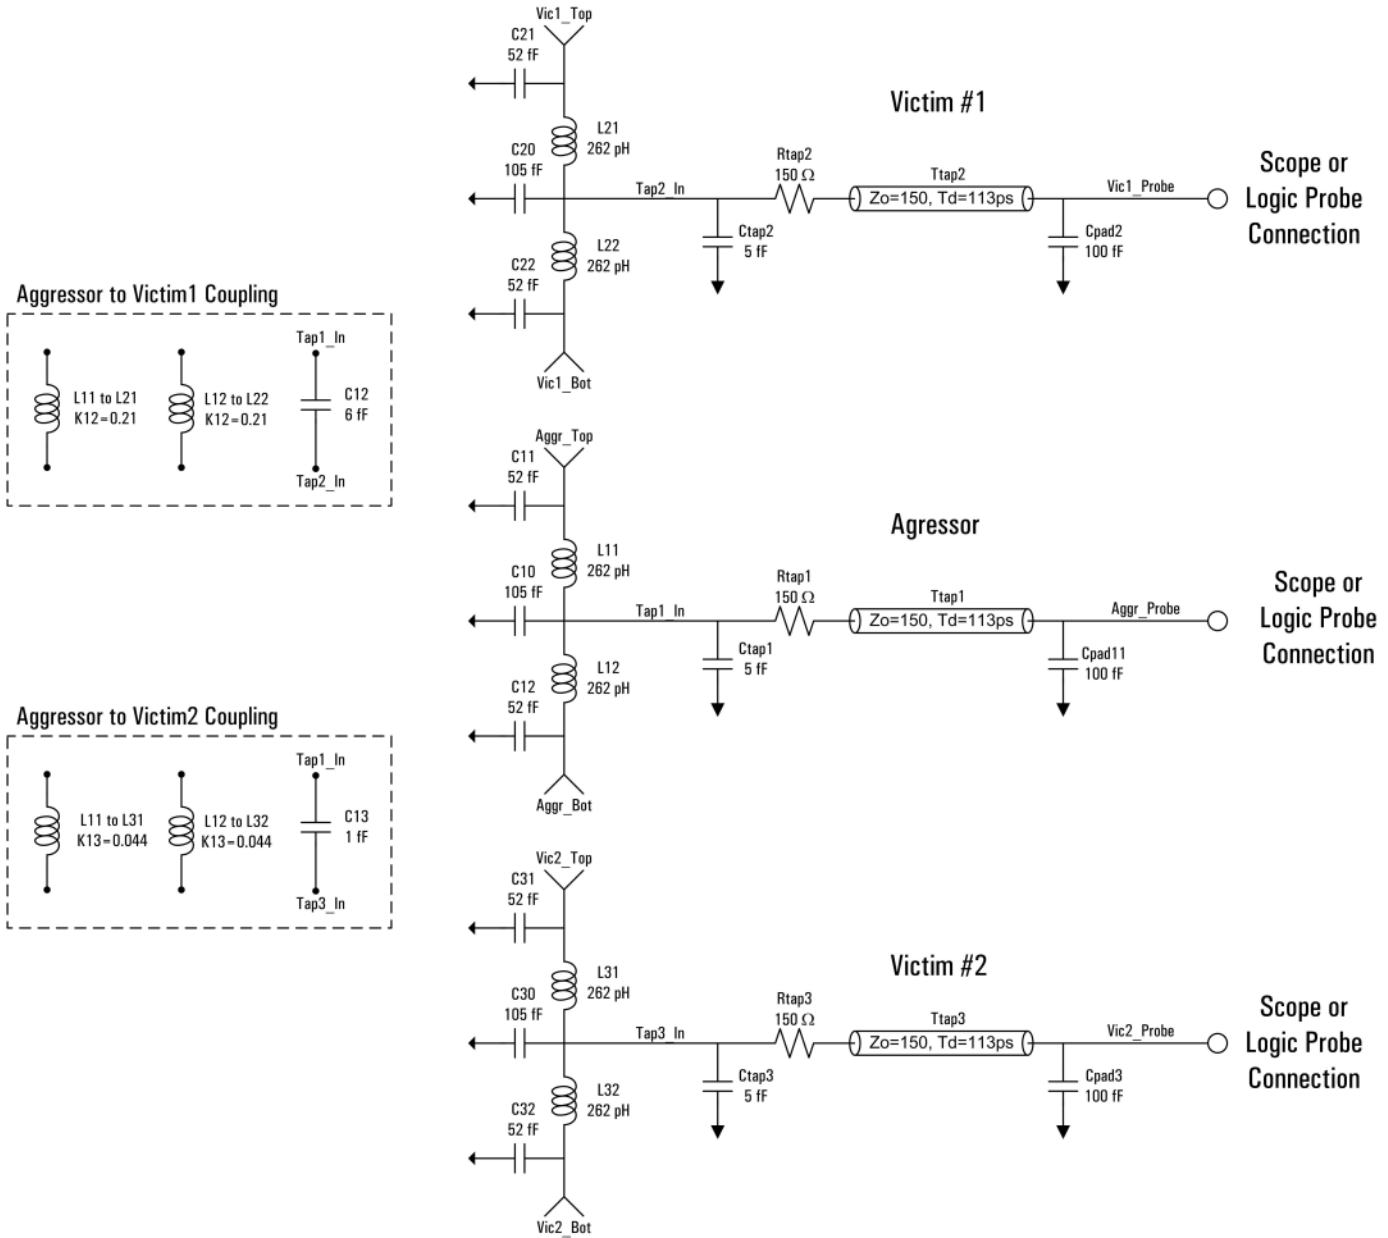 Vic1_Top
C21
52 fF
L21
262 pH
C20
105 fF
Tap2_In
Victim #1
Rtap2
150 Ω
Ttap2
Zo=150, Td=113ps
Vic1_Probe
Scope or
Logic Probe
Connection
Ctap2
5 fF
Cpad2
100 fF
L22
262 pH
C22
52 fF
Vic1_Bot
Aggressor to Victim1 Coupling
L11 to L21
K12=0.21
L12 to L22
K12=0.21
Tap1_In
C12
6 fF
Tap2_In
Aggr_Top
C11
52 fF
L11
262 pH
C10
105 fF
Tap1_In
Agressor
Rtap1
150 Ω
Ttap1
Zo=150, Td=113ps
Aggr_Probe
Scope or
Logic Probe
Connection
Ctap1
5 fF
Cpad11
100 fF
L12
262 pH
C12
52 fF
Aggr_Bot
Aggressor to Victim2 Coupling
L11 to L31
K13=0.044
L12 to L32
K13=0.044
Tap1_In
C13
1 fF
Tap3_In
Vic2_Top
C31
52 fF
L31
262 pH
C30
105 fF
Tap3_In
Victim #2
Rtap3
150 Ω
Ttap3
Zo=150, Td=113ps
Vic2_Probe
Scope or
Logic Probe
Connection
Ctap3
5 fF
Cpad3
100 fF
L32
262 pH
C32
52 fF
Vic2_Bot